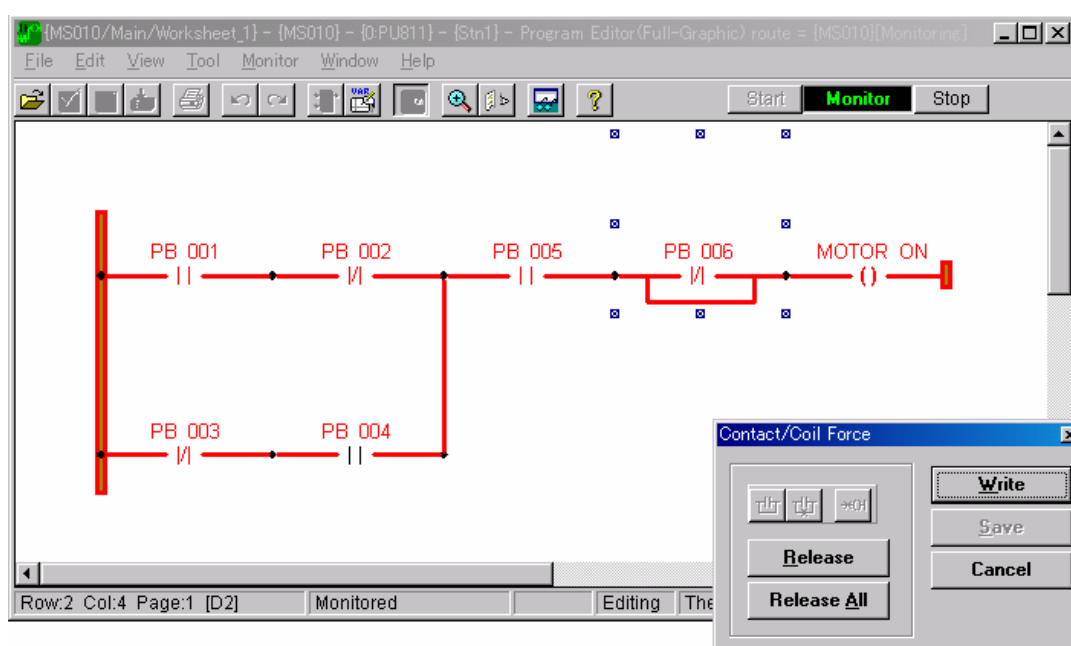 {MS010/Main/Worksheet_1} - {MS010} - {0:PU811} - {Stn1} - Program Editor(Full-Graphic) route = {MS010}[Monitoring]
File Edit View Tool Monitor Window Help
VAR
Start Monitor Stop
PB 001 PB 002 PB 005 PB 006 MOTOR ON
PB 003 PB 004
Contact/Coil Force
Write
Save
Release
Cancel
Release All
Row:2 Col:4 Page:1 [D2] Monitored Editing The